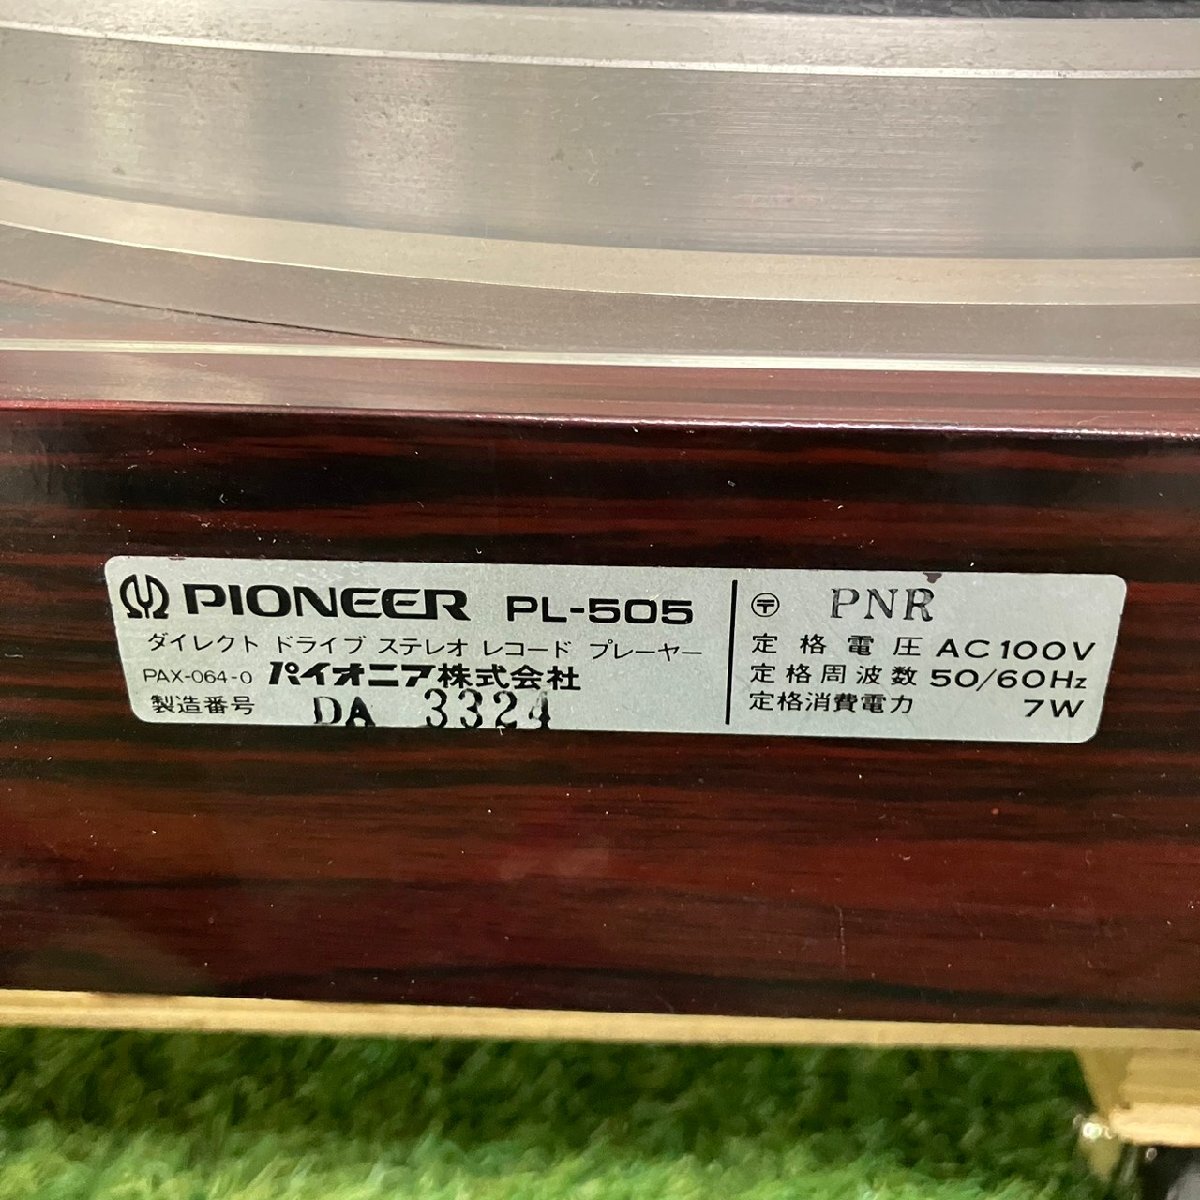 PIONEER PL-505
ダイレクト ドライブ ステレオ レコード プレーヤー
PAX-064-0 パイオニア株式会社
製造番号 DA 3324
〒 PNR
定格電圧 AC100V
定格周波数 50/60Hz
定格消費電力 7W